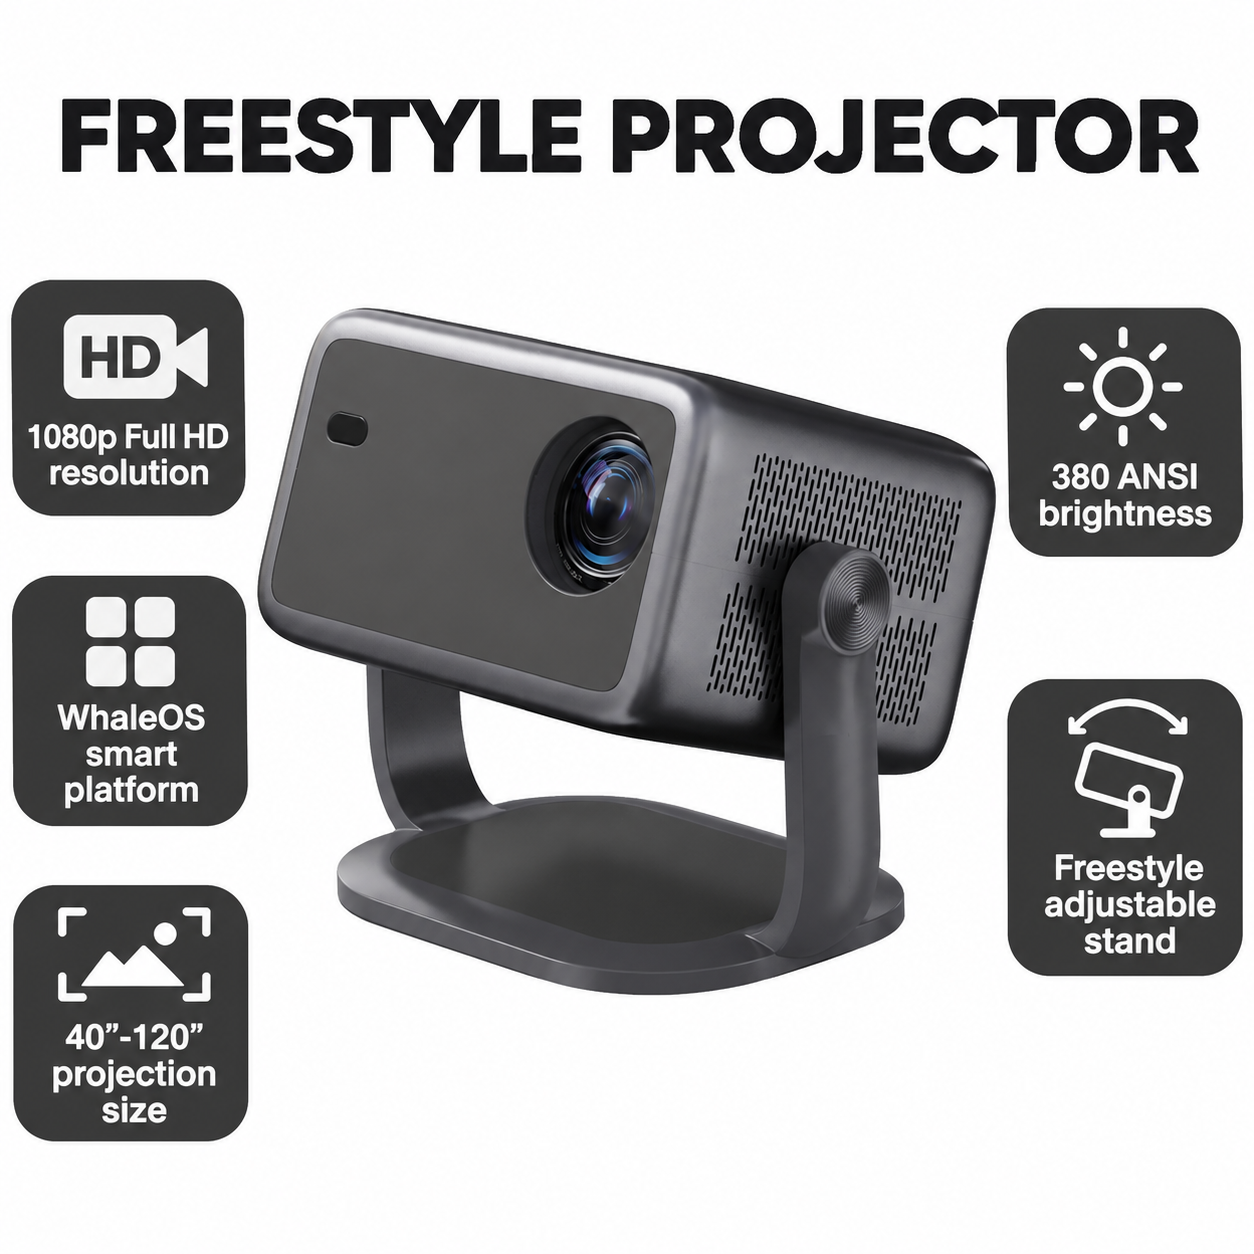 FREESTYLE PROJECTOR
HD
1080p Full HD
resolution
WhaleOS
smart
platform
40”-120”
projection
size
380 ANSI
brightness
Freestyle
adjustable
stand